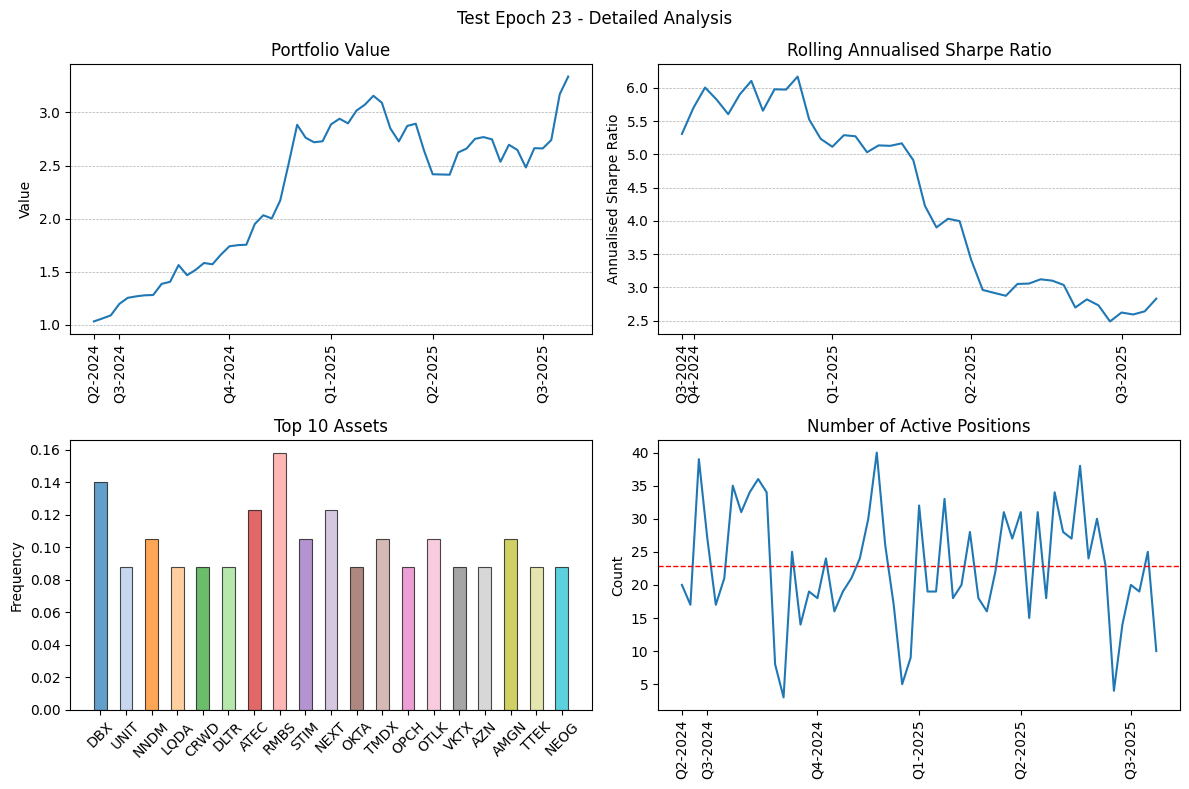 Test Epoch 23 - Detailed Analysis
Portfolio Value
Value
3.0
2.5
2.0
1.5
1.0
Q2-2024
Q3-2024
Q4-2024
Q1-2025
Q2-2025
Q3-2025
Rolling Annualised Sharpe Ratio
Annualised Sharpe Ratio
6.0
5.5
5.0
4.5
4.0
3.5
3.0
2.5
Q3-2024
Q4-2024
Q1-2025
Q2-2025
Q3-2025
Top 10 Assets
Frequency
0.16
0.14
0.12
0.10
0.08
0.06
0.04
0.02
0.00
DBX
UNIT
NNDM
LQDA
CRWD
DLTR
ATEC
RMBS
STIM
NEXT
OKTA
TMDX
OPCH
OTLK
VKTX
AZN
AMGN
TTEK
NEOG
Number of Active Positions
Count
40
35
30
25
20
15
10
5
Q2-2024
Q3-2024
Q4-2024
Q1-2025
Q2-2025
Q3-2025